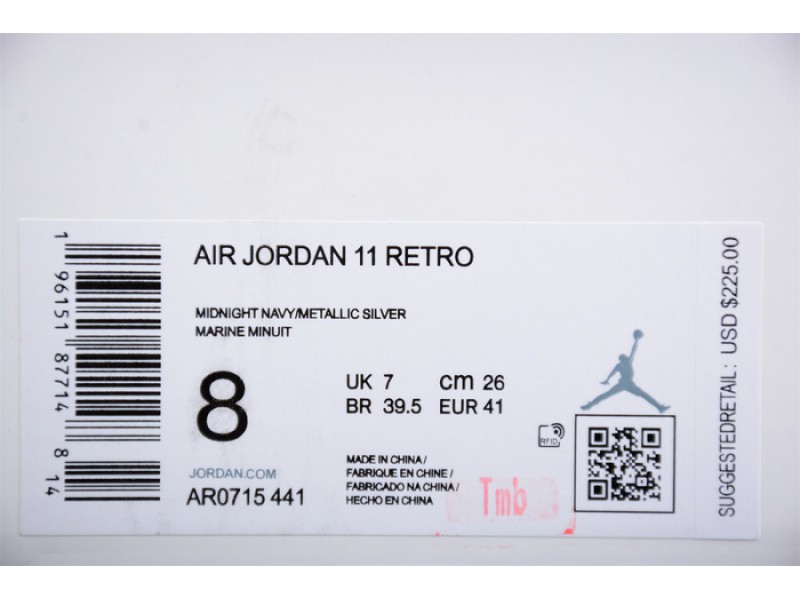 AIR JORDAN 11 RETRO
MIDNIGHT NAVY/METALLIC SILVER
MARINE MINUIT
8
UK 7 cm 26
BR 39.5 EUR 41
RFID
JORDAN.COM
AR0715 441
MADE IN CHINA/
FABRIQUE EN CHINE/
FABRICADO NA CHINA/
HECHO EN CHINA
Tmb
1 96151 87714 8 14
SUGGESTEDRETAIL: USD $225.00